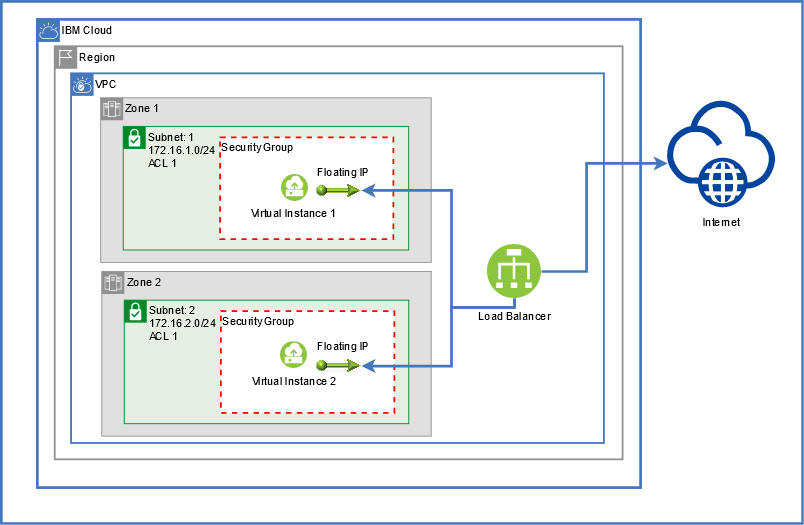 IBM Cloud
Region
VPC
Zone 1
Subnet: 1
172.16.1.0/24
ACL 1
Security Group
Floating IP
Virtual Instance 1
Zone 2
Subnet: 2
172.16.2.0/24
ACL 1
Security Group
Floating IP
Virtual Instance 2
Load Balancer
Internet